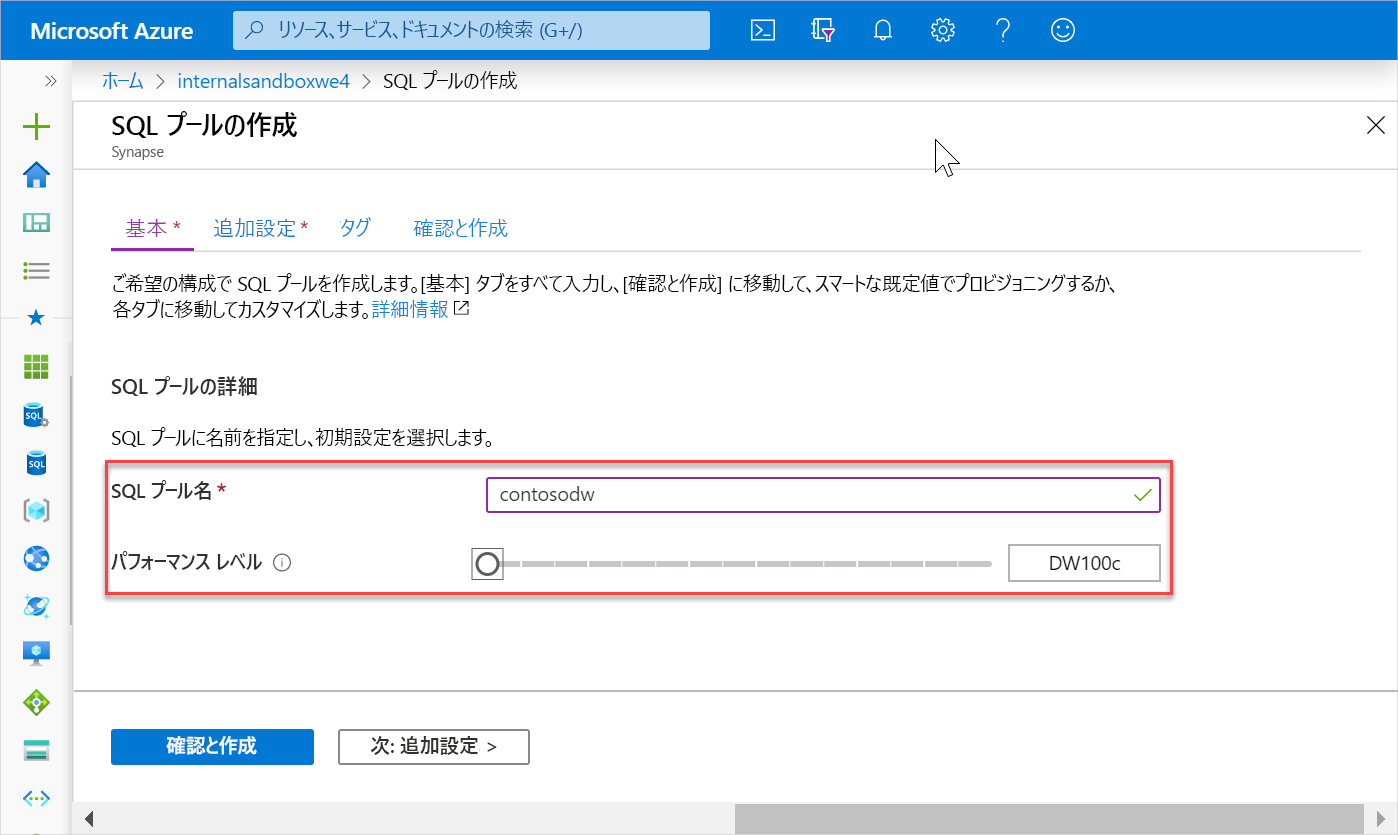 Microsoft Azure
リソース、サービス、ドキュメントの検索 (G+/)
ホーム > internalsandboxwe4 > SQL プールの作成
SQL プールの作成
Synapse
基本 * 追加設定 * タグ 確認と作成
ご希望の構成で SQL プールを作成します。[基本] タブをすべて入力し、[確認と作成] に移動して、スマートな既定値でプロビジョニングするか、
各タブに移動してカスタマイズします。詳細情報
SQL プールの詳細
SQL プールに名前を指定し、初期設定を選択します。
SQL プール名 * contosodw
パフォーマンス レベル DW100c
確認と作成 次: 追加設定 >